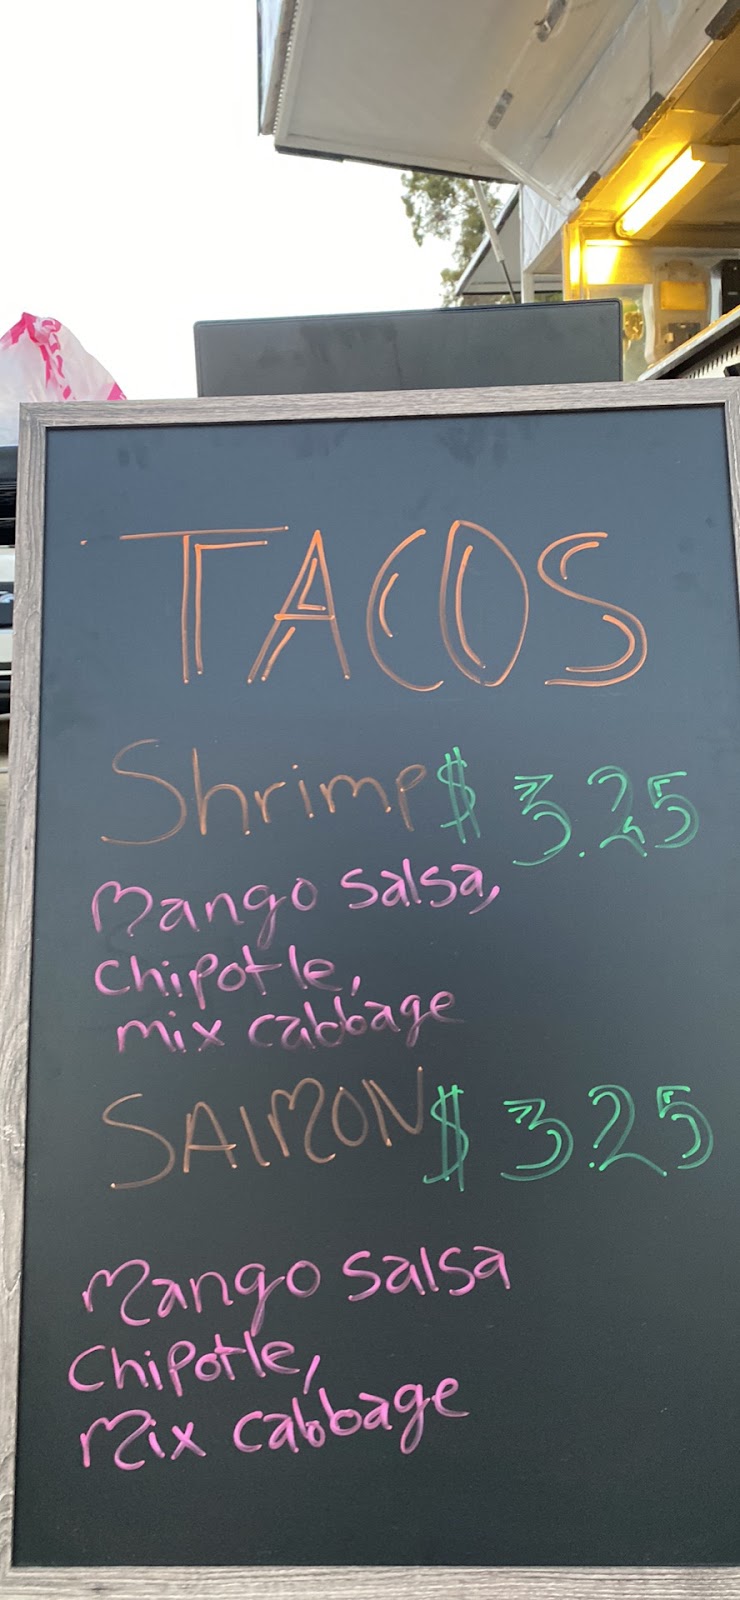 TACOS
Shrimp $ 3.25
Mango salsa,
chipotle,
mix cabbage
SAlMON $ 3.25
Mango salsa
Chipotle,
Mix cabbage